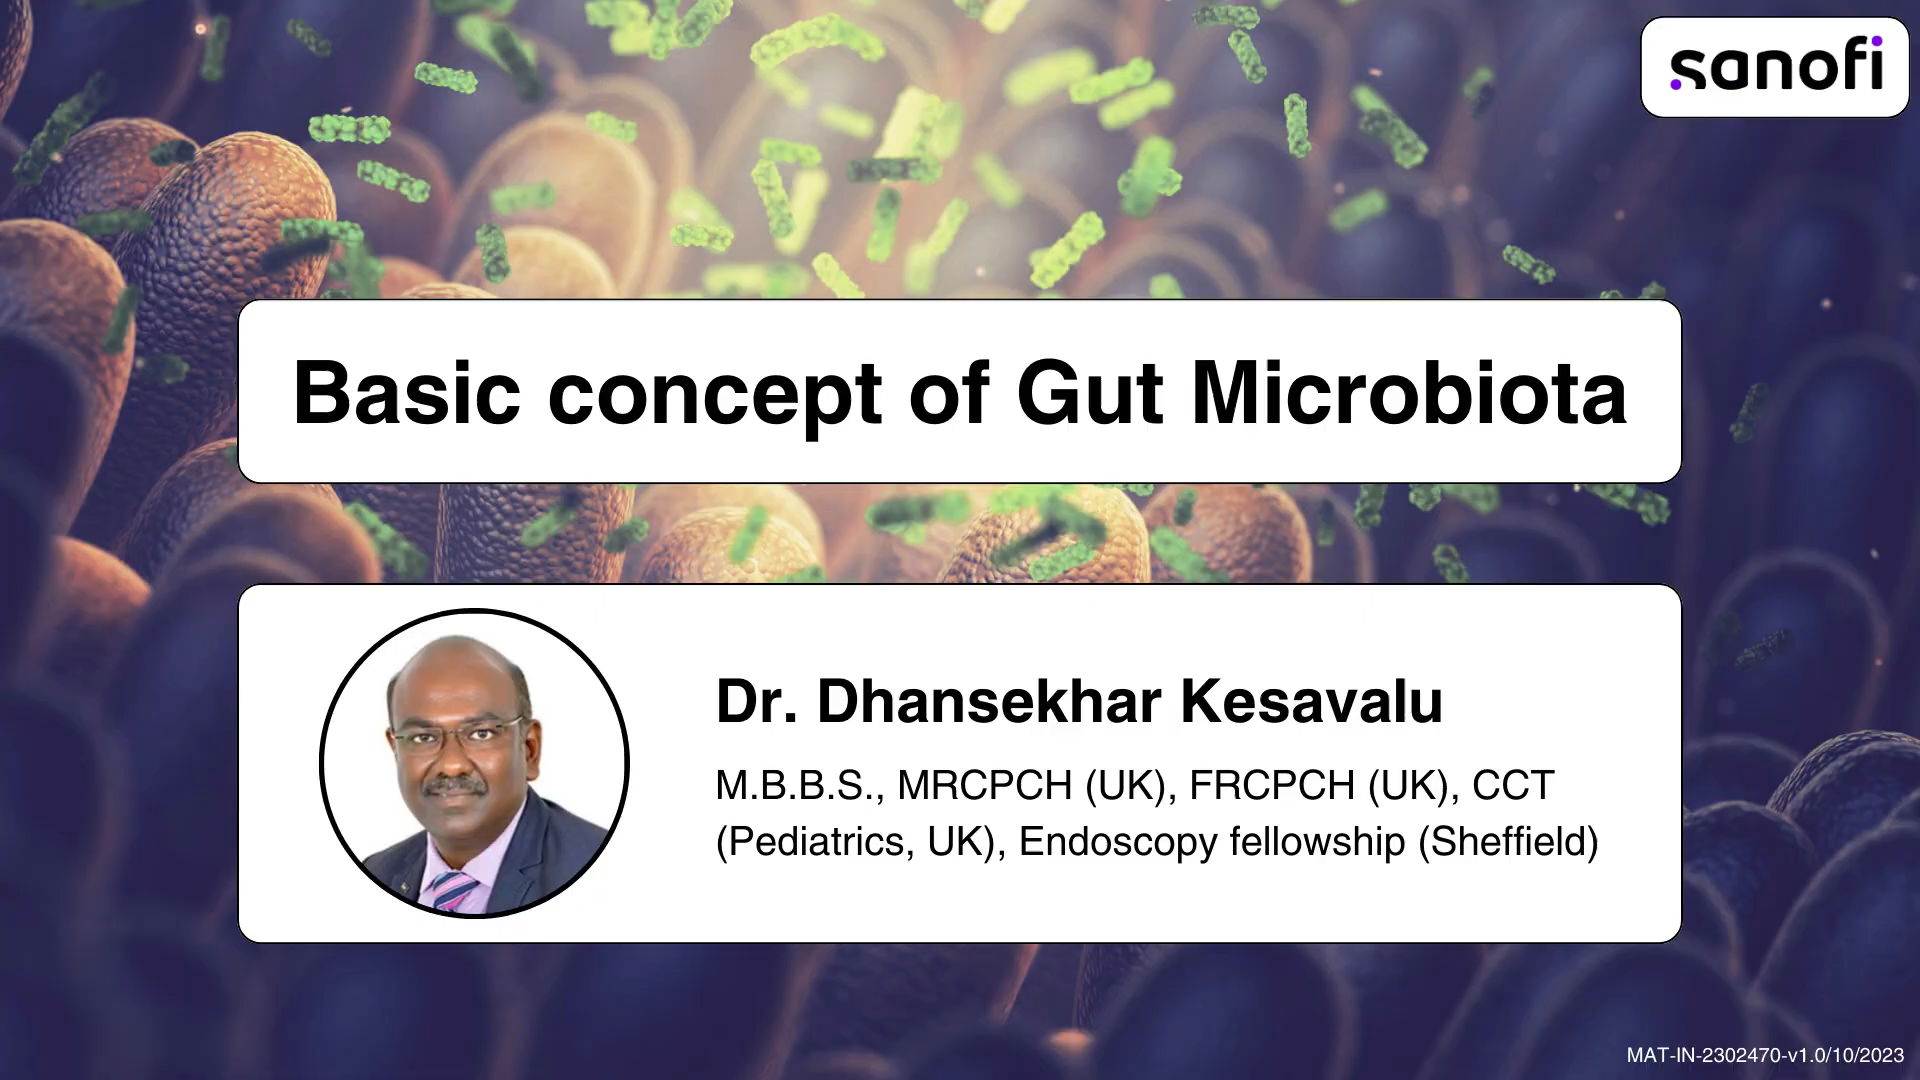 sanofi
Basic concept of Gut Microbiota
Dr. Dhansekhar Kesavalu
M.B.B.S., MRCPCH (UK), FRCPCH (UK), CCT
(Pediatrics, UK), Endoscopy fellowship (Sheffield)
MAT-IN-2302470-v1.0/10/2023